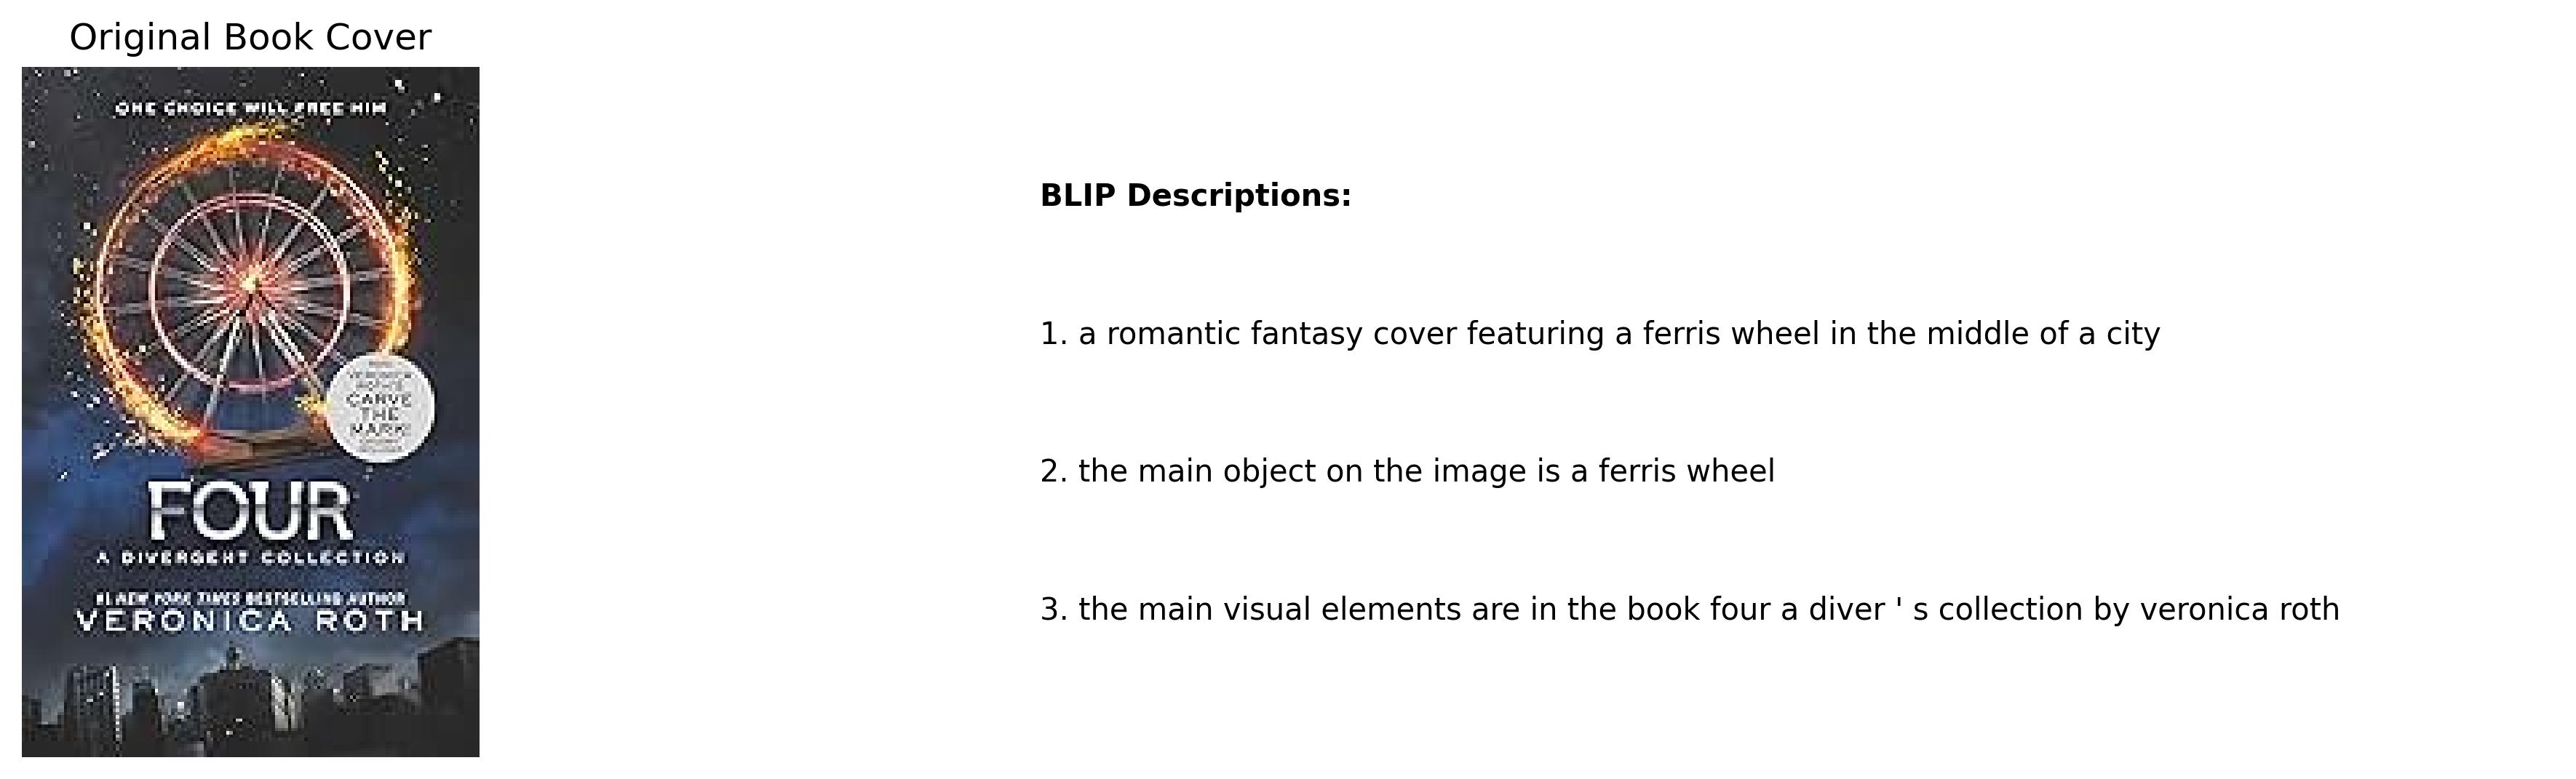 Original Book Cover
ONE CHOICE WILL FREE HIM
CARVE
THE
MARK
FOUR
A DIVERGENT COLLECTION
#1 NEW YORK TIMES BESTSELLING AUTHOR
VERONICA ROTH
BLIP Descriptions:
1. a romantic fantasy cover featuring a ferris wheel in the middle of a city
2. the main object on the image is a ferris wheel
3. the main visual elements are in the book four a diver ' s collection by veronica roth